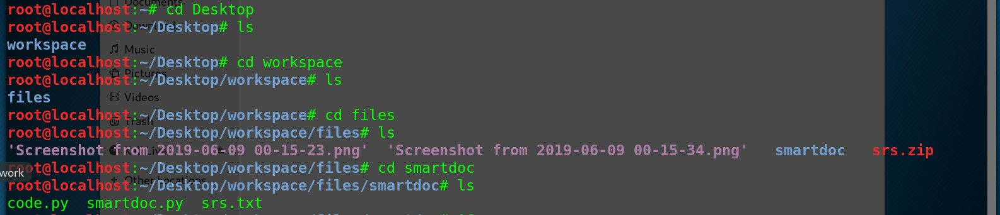 root@localhost:~# cd Desktop
root@localhost:~/Desktop# ls
workspace
root@localhost:~/Desktop# cd workspace
root@localhost:~/Desktop/workspace# ls
files
root@localhost:~/Desktop/workspace# cd files
root@localhost:~/Desktop/workspace/files# ls
'Screenshot from 2019-06-09 00-15-23.png'  'Screenshot from 2019-06-09 00-15-34.png'   smartdoc   srs.zip
root@localhost:~/Desktop/workspace/files# cd smartdoc
root@localhost:~/Desktop/workspace/files/smartdoc# ls
code.py  smartdoc.py  srs.txt
Documents
Music
Pictures
Videos
Trash
Other Locations
work